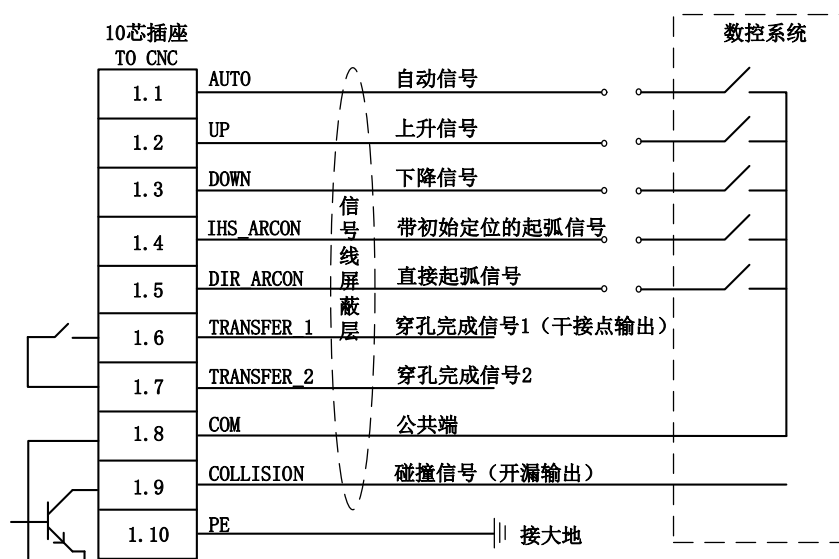 10芯插座
TO CNC
数控系统
1.1 AUTO 自动信号
1.2 UP 上升信号
1.3 DOWN 下降信号
1.4 IHS_ARCON 带初始定位的起弧信号
1.5 DIR ARCON 直接起弧信号
1.6 TRANSFER_1 穿孔完成信号1（干接点输出）
1.7 TRANSFER_2 穿孔完成信号2
1.8 COM 公共端
1.9 COLLISION 碰撞信号（开漏输出）
1.10 PE 接大地
信号线屏蔽层